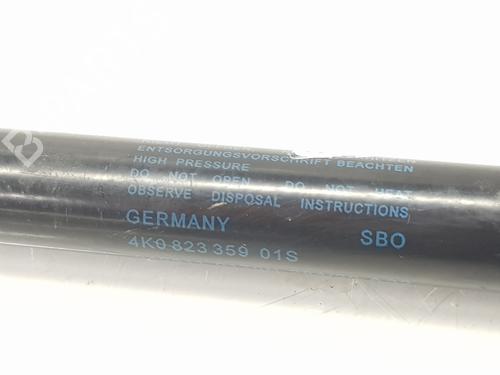 ENTSORGUNGSVORSCHRIFT BEACHTEN
HIGH PRESSURE
DO NOT OPEN DO NOT HEAT
OBSERVE DISPOSAL INSTRUCTIONS
GERMANY SBO
4K0 823 359 01S